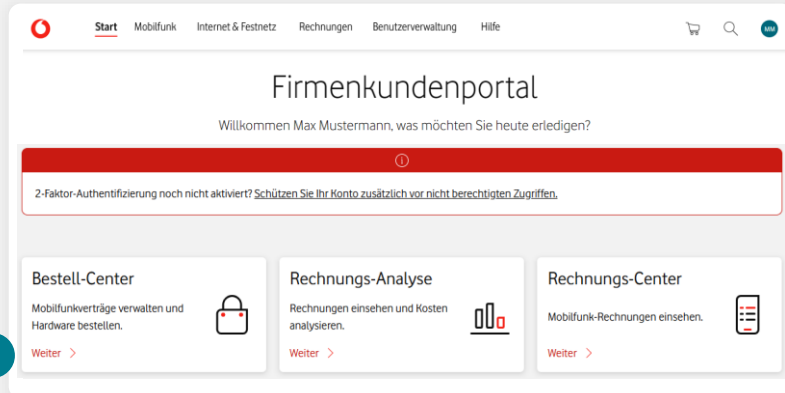 Start Mobilfunk Internet & Festnetz Rechnungen Benutzerverwaltung Hilfe MM
Firmenkundenportal
Willkommen Max Mustermann, was möchten Sie heute erledigen?
2-Faktor-Authentifizierung noch nicht aktiviert? Schützen Sie Ihr Konto zusätzlich vor nicht berechtigten Zugriffen.
Bestell-Center
Mobilfunkverträge verwalten und
Hardware bestellen.
Weiter
Rechnungs-Analyse
Rechnungen einsehen und Kosten
analysieren.
Weiter
Rechnungs-Center
Mobilfunk-Rechnungen einsehen.
Weiter